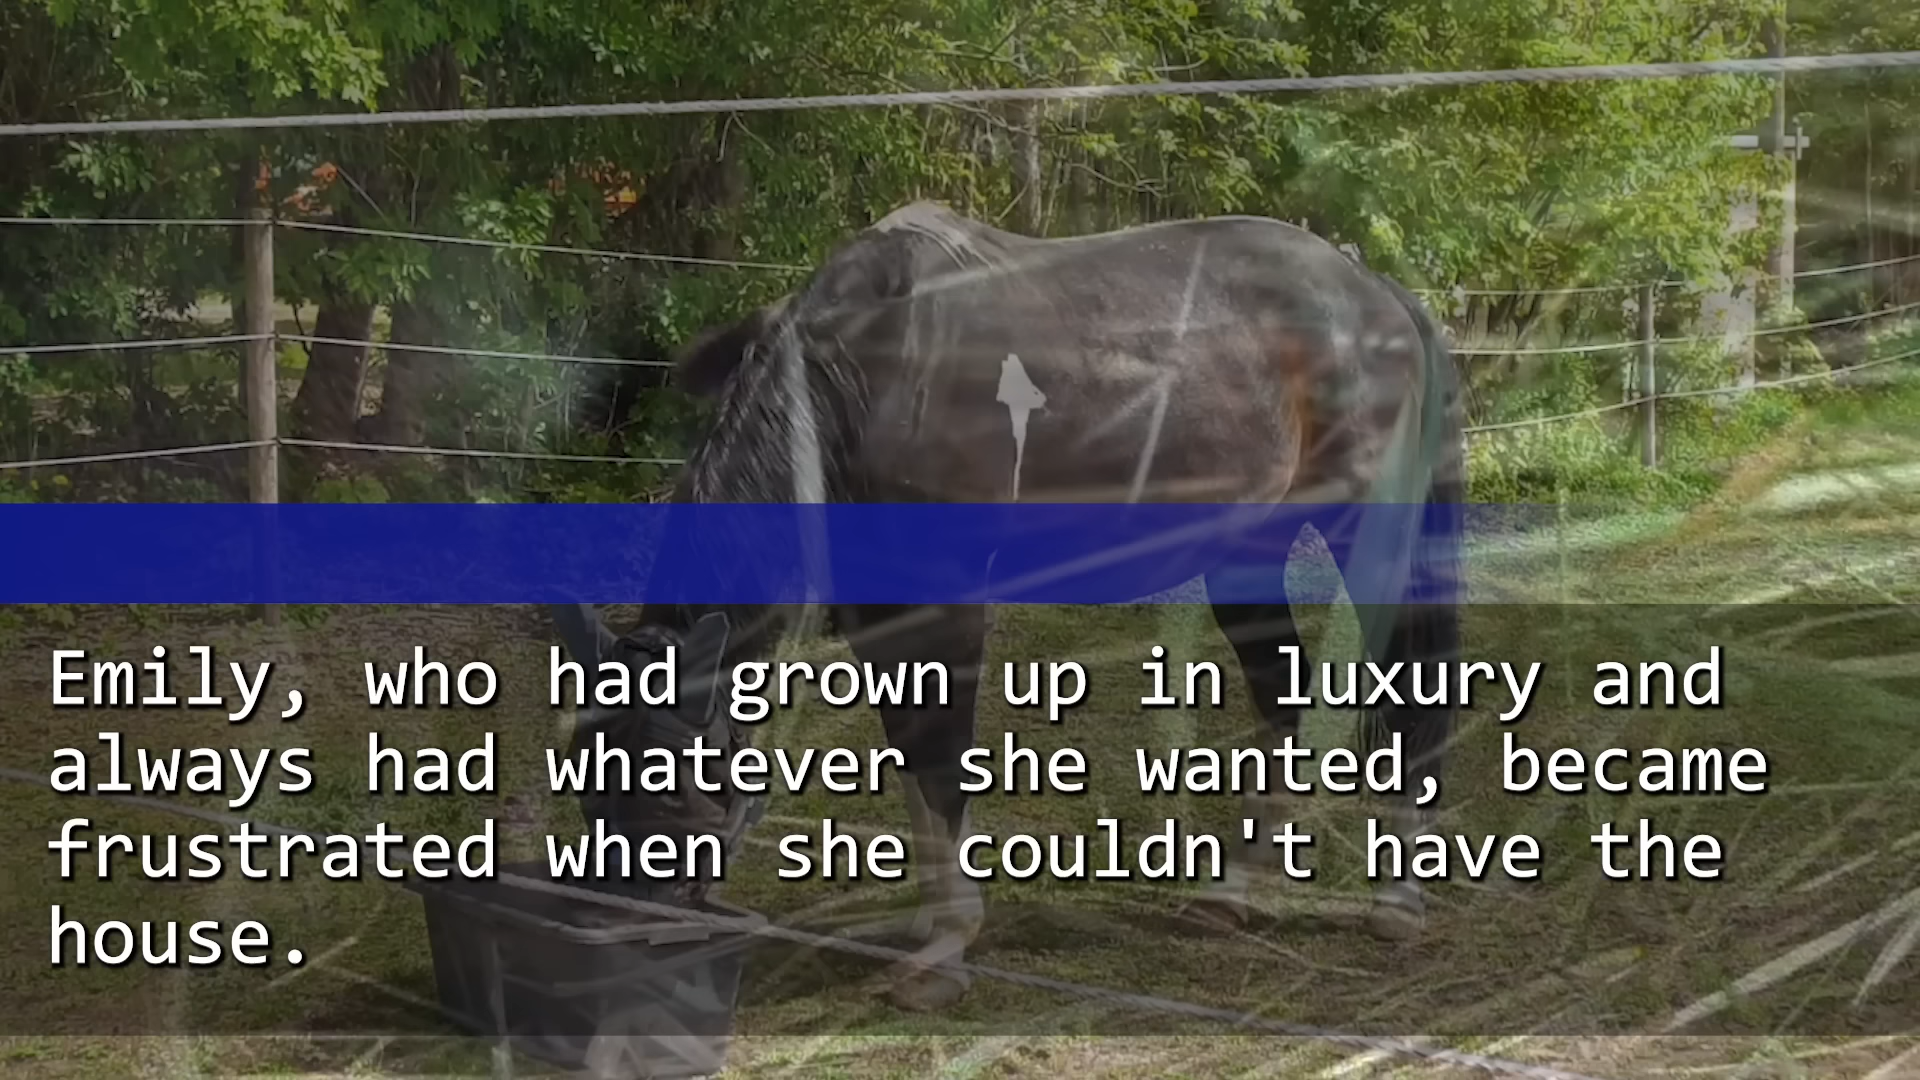 Emily, who had grown up in luxury and
always had whatever she wanted, became
frustrated when she couldn't have the
house.